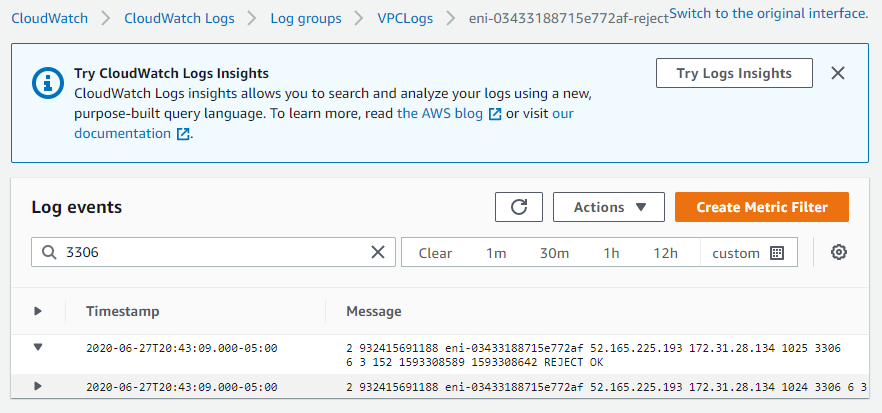 CloudWatch > CloudWatch Logs > Log groups > VPCLogs > eni-03433188715e772af-reject Switch to the original interface.
Try CloudWatch Logs Insights
CloudWatch Logs insights allows you to search and analyze your logs using a new,
purpose-built query language. To learn more, read the AWS blog or visit our
documentation.
Try Logs Insights
Log events
Actions
Create Metric Filter
3306
Clear 1m 30m 1h 12h custom
Timestamp Message
2020-06-27T20:43:09.000-05:00 2 932415691188 eni-03433188715e772af 52.165.225.193 172.31.28.134 1025 3306
6 3 152 1593308589 1593308642 REJECT OK
2020-06-27T20:43:09.000-05:00 2 932415691188 eni-03433188715e772af 52.165.225.193 172.31.28.134 1024 3306 6 3